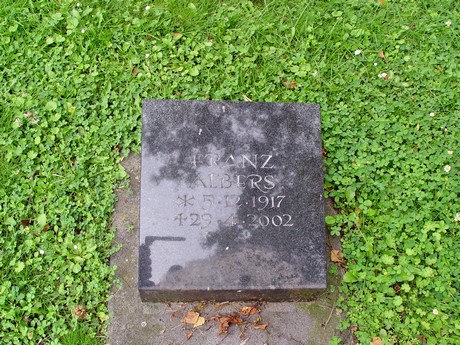 FRANZ
ALBERS
* 5.12.1917
† 29.4.2002